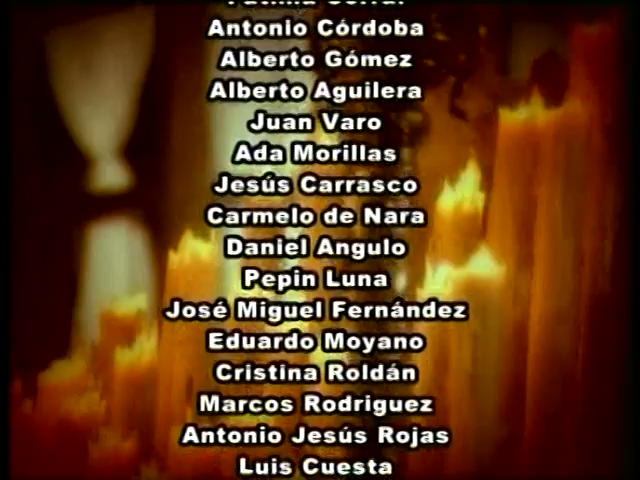 Antonio Córdoba
Alberto Gómez
Alberto Aguilera
Juan Varo
Ada Morillas
Jesús Carrasco
Carmelo de Nara
Daniel Angulo
Pepin Luna
José Miguel Fernández
Eduardo Moyano
Cristina Roldán
Marcos Rodriguez
Antonio Jesús Rojas
Luis Cuesta